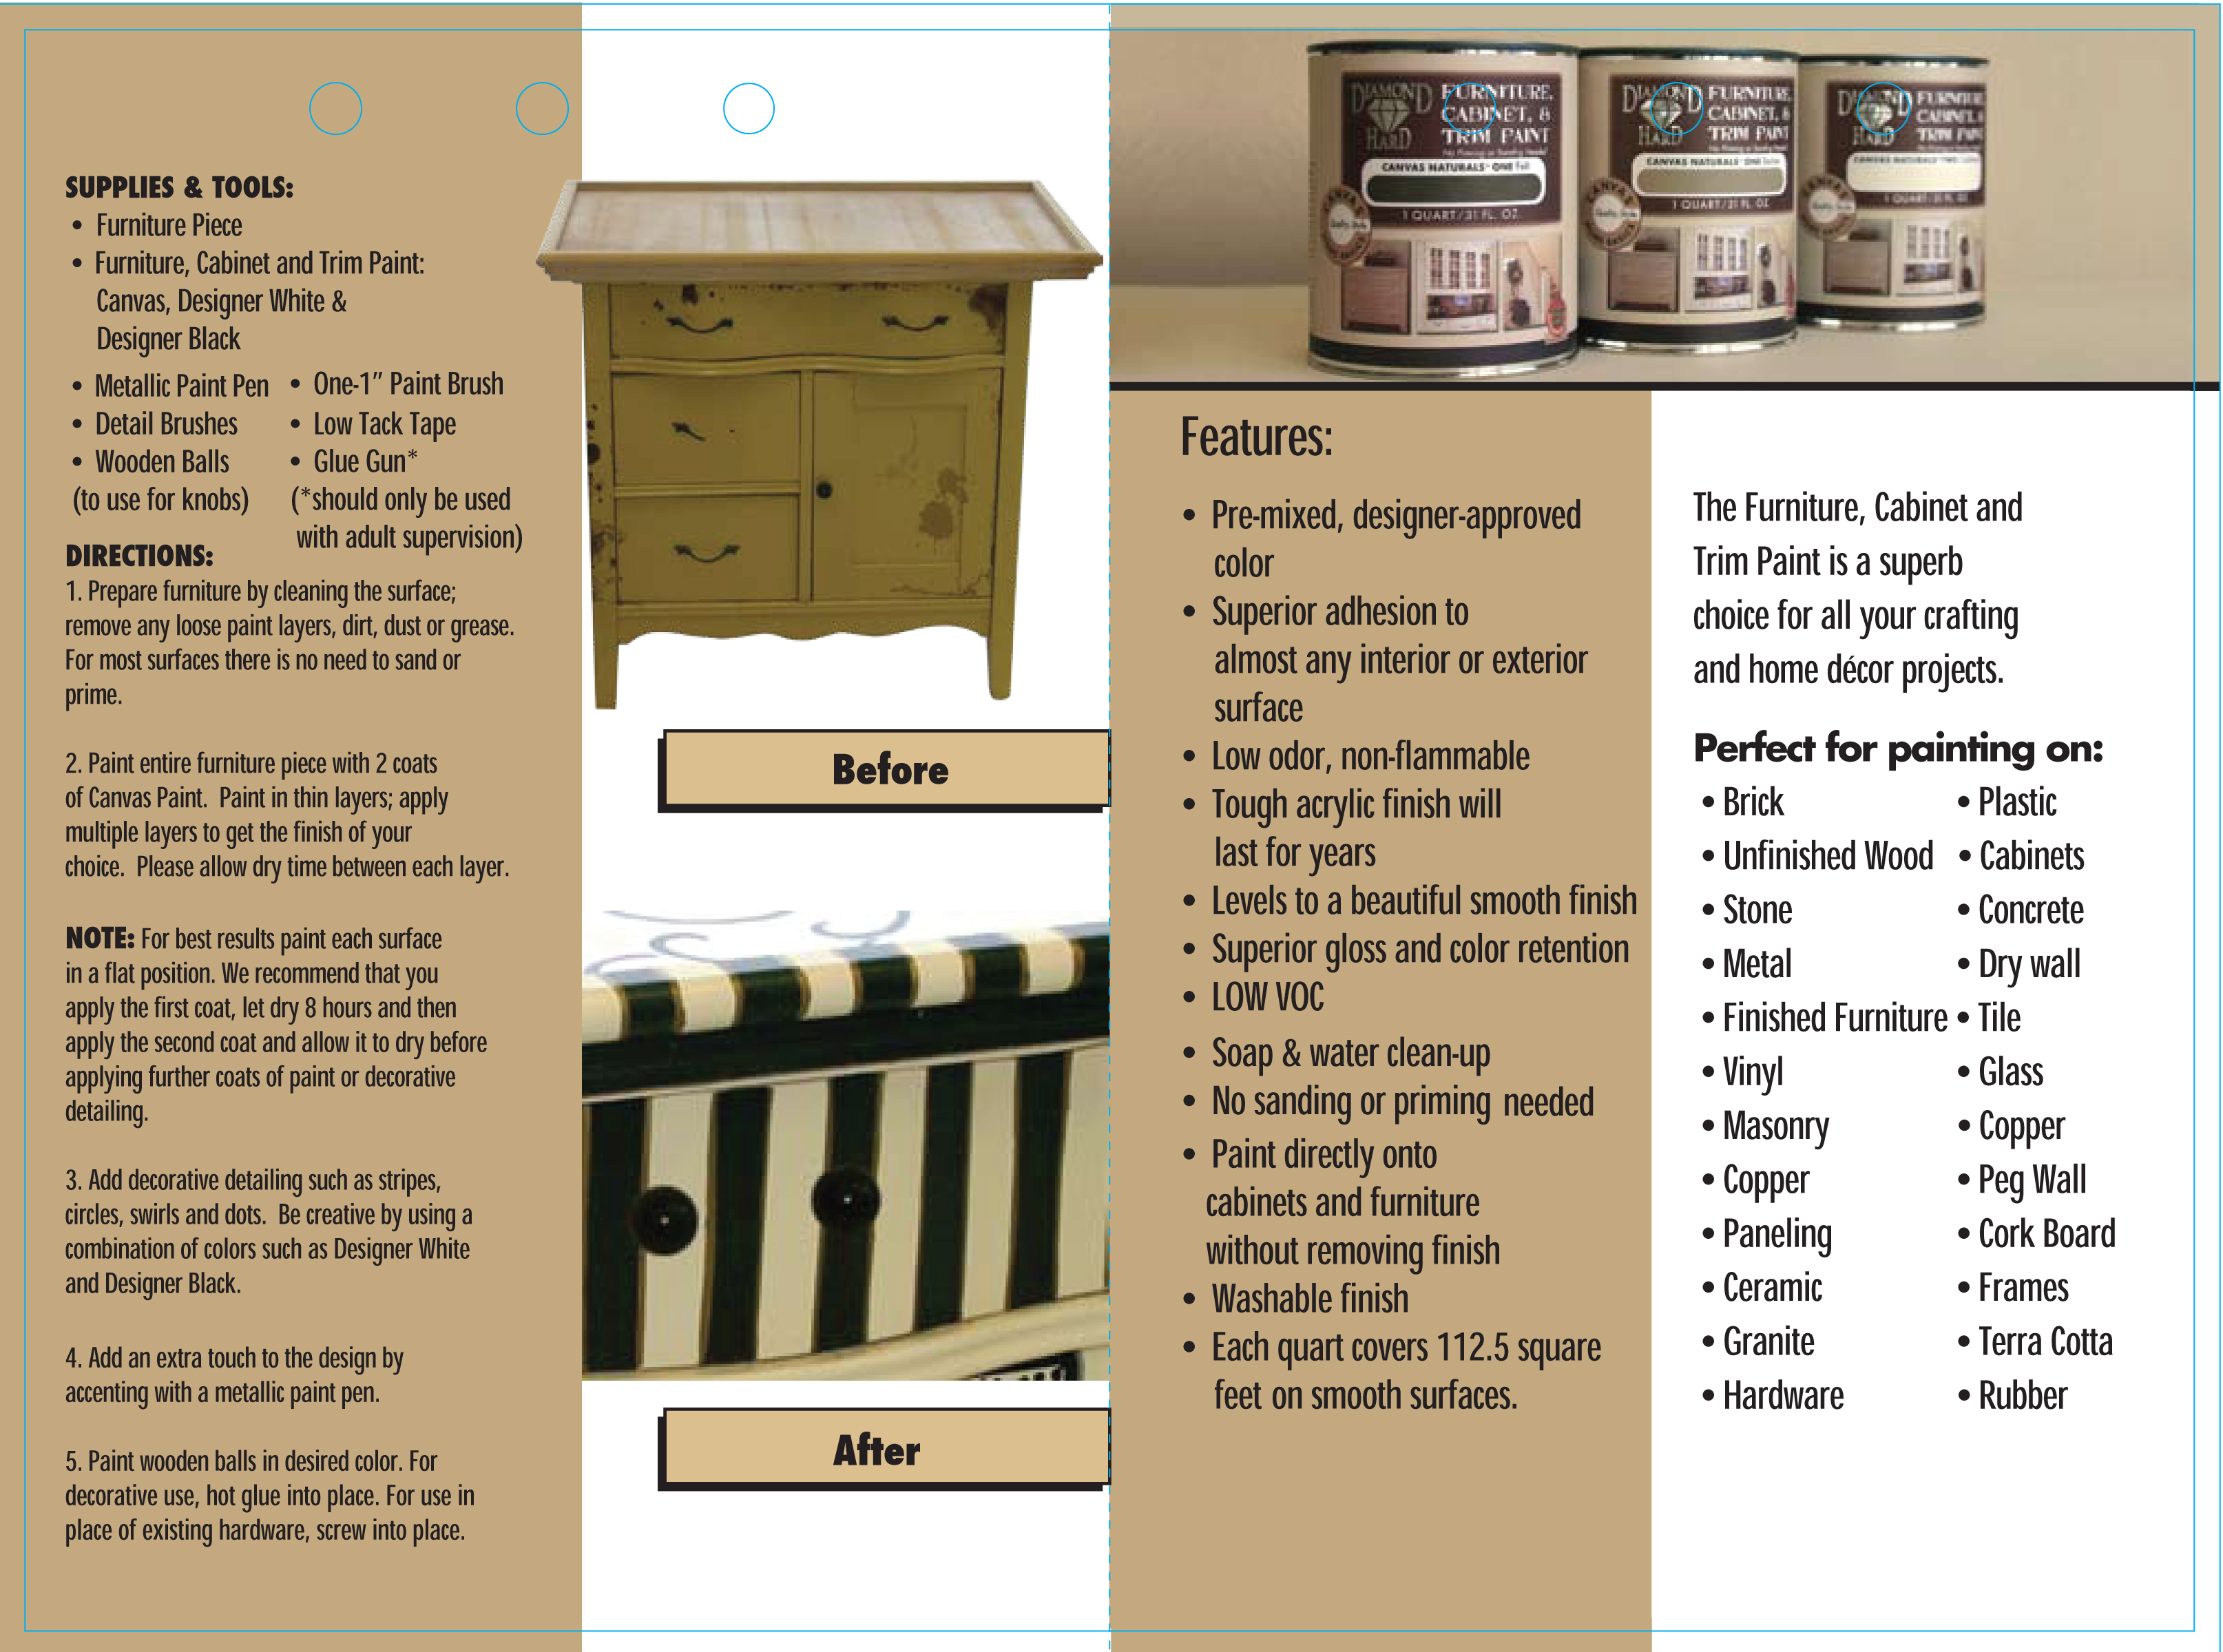 SUPPLIES & TOOLS:
• Furniture Piece
• Furniture, Cabinet and Trim Paint:
Canvas, Designer White &
Designer Black
• Metallic Paint Pen
• Detail Brushes
• Wooden Balls
(to use for knobs)
• One-1” Paint Brush
• Low Tack Tape
• Glue Gun*
(*should only be used
with adult supervision)
DIRECTIONS:
1. Prepare furniture by cleaning the surface;
remove any loose paint layers, dirt, dust or grease.
For most surfaces there is no need to sand or
prime.
2. Paint entire furniture piece with 2 coats
of Canvas Paint.  Paint in thin layers; apply
multiple layers to get the finish of your
choice.  Please allow dry time between each layer.
NOTE: For best results paint each surface
in a flat position. We recommend that you
apply the first coat, let dry 8 hours and then
apply the second coat and allow it to dry before
applying further coats of paint or decorative
detailing.
3. Add decorative detailing such as stripes,
circles, swirls and dots.  Be creative by using a
combination of colors such as Designer White
and Designer Black.
4. Add an extra touch to the design by
accenting with a metallic paint pen.
5. Paint wooden balls in desired color. For
decorative use, hot glue into place. For use in
place of existing hardware, screw into place.
Before
After
DIAMOND
HARD
FURNITURE,
CABINET, &
TRIM PAINT
CANVAS NATURALS ONE
1 QUART/31 FL. OZ.
DIAMOND
HARD
FURNITURE,
CABINET, &
TRIM PAINT
CANVAS NATURALS ONE
1 QUART/31 FL. OZ.
DIAMOND
HARD
FURNITURE
CABINET, &
TRIM PAINT
CANVAS NATURALS
1 QUART/31 FL. OZ.
Features:
• Pre-mixed, designer-approved
color
• Superior adhesion to
almost any interior or exterior
surface
• Low odor, non-flammable
• Tough acrylic finish will
last for years
• Levels to a beautiful smooth finish
• Superior gloss and color retention
• LOW VOC
• Soap & water clean-up
• No sanding or priming needed
• Paint directly onto
cabinets and furniture
without removing finish
• Washable finish
• Each quart covers 112.5 square
feet on smooth surfaces.
The Furniture, Cabinet and
Trim Paint is a superb
choice for all your crafting
and home décor projects.
Perfect for painting on:
• Brick
• Unfinished Wood
• Stone
• Metal
• Finished Furniture
• Vinyl
• Masonry
• Copper
• Paneling
• Ceramic
• Granite
• Hardware
• Plastic
• Cabinets
• Concrete
• Dry wall
• Tile
• Glass
• Copper
• Peg Wall
• Cork Board
• Frames
• Terra Cotta
• Rubber